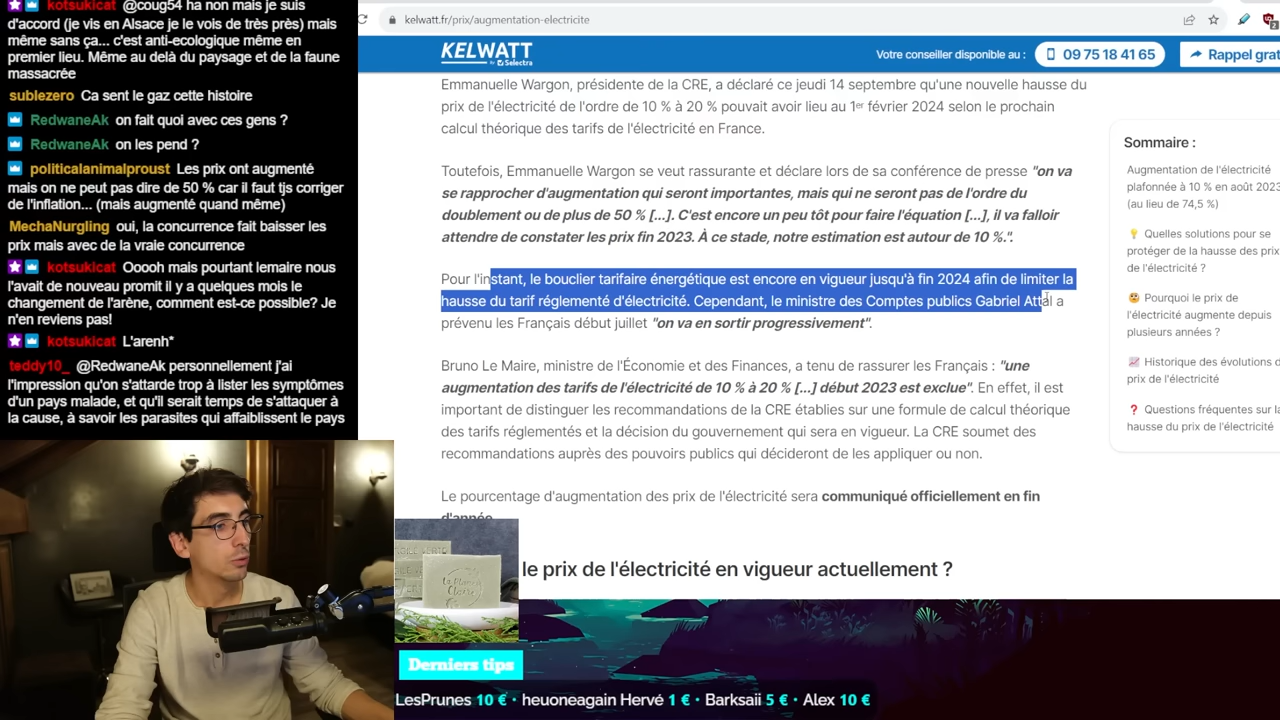 kotsukicat @coug54 ha non mais je suis
d'accord (je vis en Alsace je le vois de très près) mais
même sans ça... c'est anti-ecologique même en
premier lieu. Même au delà du paysage et de la faune
massacrée
sublezero Ca sent le gaz cette histoire
RedwaneAk on fait quoi avec ces gens ?
RedwaneAk on les pend ?
politicalanimalproust Les prix ont augmenté
mais on ne peut pas dire de 50 % car il faut tjs corriger
de l'inflation... (mais augmenté quand même)
MechaNurgling oui, la concurrence fait baisser les
prix mais avec de la vraie concurrence
kotsukicat Ooooh mais pourtant lemaire nous
l'avait de nouveau promit il y a quelques mois le
changement de l'arène, comment est-ce possible? Je
n'en reviens pas!
kotsukicat L'arenh*
teddy10_ @RedwaneAk personnellement j'ai
l'impression qu'on s'attarde trop à lister les symptômes
d'un pays malade, et qu'il serait temps de s'attaquer à
la cause, à savoir les parasites qui affaiblissent le pays
kelwatt.fr/prix/augmentation-electricite
2
KELWATT
by Selectra
Votre conseiller disponible au :
09 75 18 41 65
Rappel grat
Emmanuelle Wargon, présidente de la CRE, a déclaré ce jeudi 14 septembre qu'une nouvelle hausse du
prix de l'électricité de l'ordre de 10 % à 20 % pouvait avoir lieu au 1er février 2024 selon le prochain
calcul théorique des tarifs de l'électricité en France.
Toutefois, Emmanuelle Wargon se veut rassurante et déclare lors de sa conférence de presse "on va
se rapprocher d'augmentation qui seront importantes, mais qui ne seront pas de l'ordre du
doublement ou de plus de 50 % [...]. C'est encore un peu tôt pour faire l'équation [...], il va falloir
attendre de constater les prix fin 2023. À ce stade, notre estimation est autour de 10 %.".
Pour l'instant, le bouclier tarifaire énergétique est encore en vigueur jusqu'à fin 2024 afin de limiter la
hausse du tarif réglementé d'électricité. Cependant, le ministre des Comptes publics Gabriel Attal a
prévenu les Français début juillet "on va en sortir progressivement".
Bruno Le Maire, ministre de l'Économie et des Finances, a tenu de rassurer les Français : "une
augmentation des tarifs de l'électricité de 10 % à 20 % [...] début 2023 est exclue". En effet, il est
important de distinguer les recommandations de la CRE établies sur une formule de calcul théorique
des tarifs réglementés et la décision du gouvernement qui sera en vigueur. La CRE soumet des
recommandations auprès des pouvoirs publics qui décideront de les appliquer ou non.
Le pourcentage d'augmentation des prix de l'électricité sera communiqué officiellement en fin
d'année
le prix de l'électricité en vigueur actuellement ?
Sommaire :
Augmentation de l'électricité
plafonnée à 10 % en août 2023
(au lieu de 74,5 %)
Quelles solutions pour se
protéger de la hausse des prix
de l'électricité ?
Pourquoi le prix de
l'électricité augmente depuis
plusieurs années ?
Historique des évolutions d
prix de l'électricité
Questions fréquentes sur la
hausse du prix de l'électricité
Derniers tips
LesPrunes 10 € · heuoneagain Hervé 1 € · Barksaii 5 € · Alex 10 €